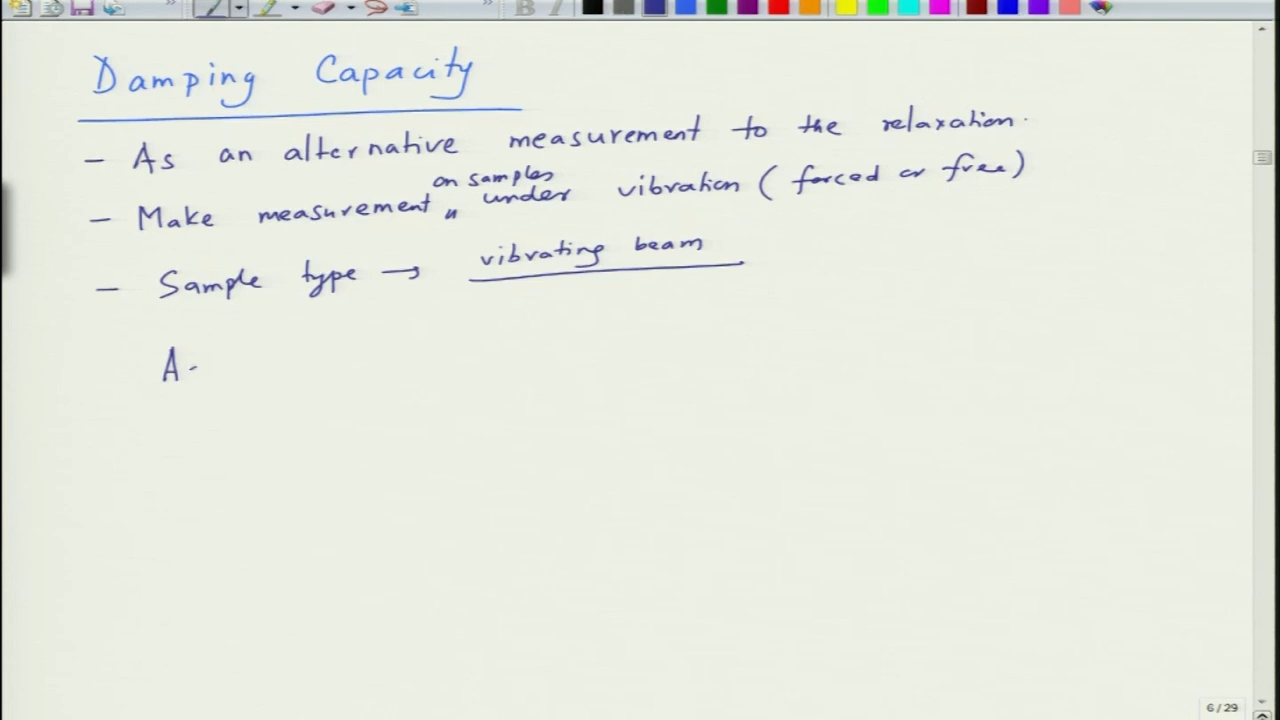 Damping Capacity
- As an alternative measurement to the relaxation.
on samples
- Make measurement under vibration (forced or free)
- Sample type → vibrating beam
A.
6/29